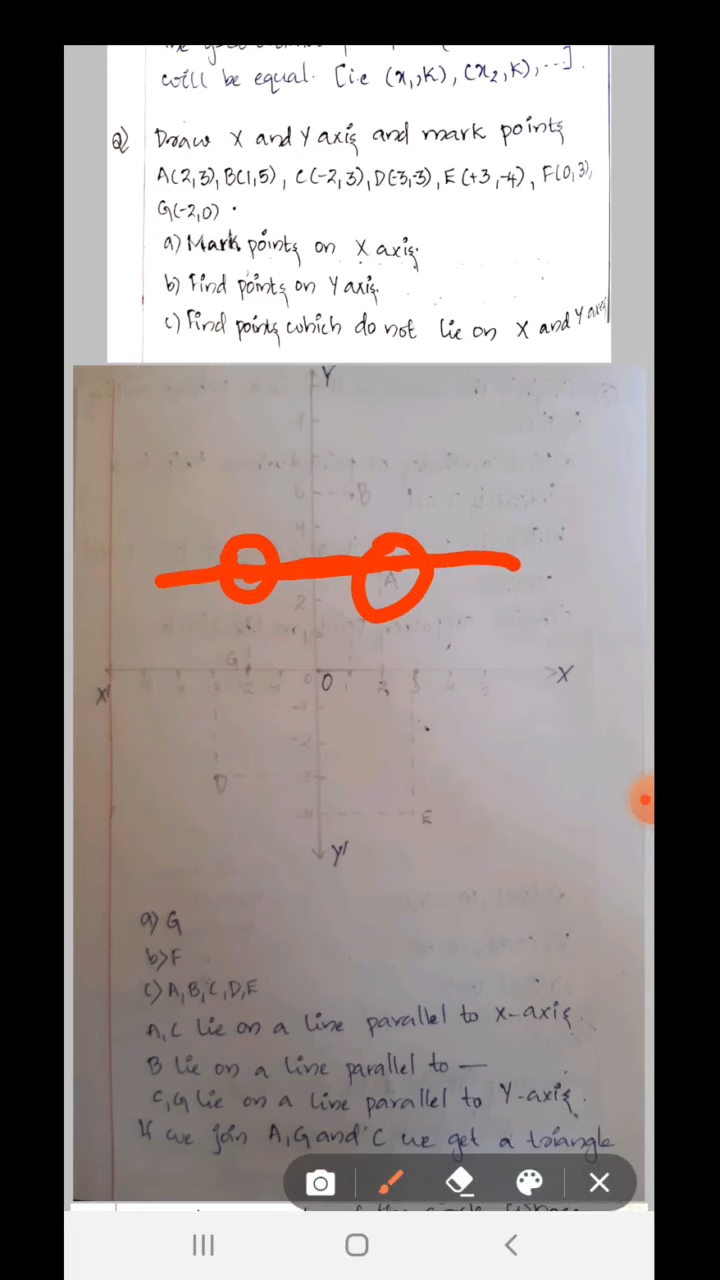 will be equal. [i.e (x₁,K), (x₂,K),...].
Q) Draw X and Y axis and mark points
A(2,3), B(1,5), C(-2,3), D(-3,-3), E(+3,-4), F(0,3),
G(-2,0).
a) Mark points on X axis.
b) Find points on Y axis.
c) Find points which do not lie on X and Y axis
Y
B
4
A
2
G
X'
O
X
-2
D
E
Y'
a) G
b) F
c) A, B, C, D, E
A, C lie on a line parallel to X-axis.
B lie on a line parallel to —
C, G lie on a line parallel to Y-axis.
If we join A, G and C we get a triangle